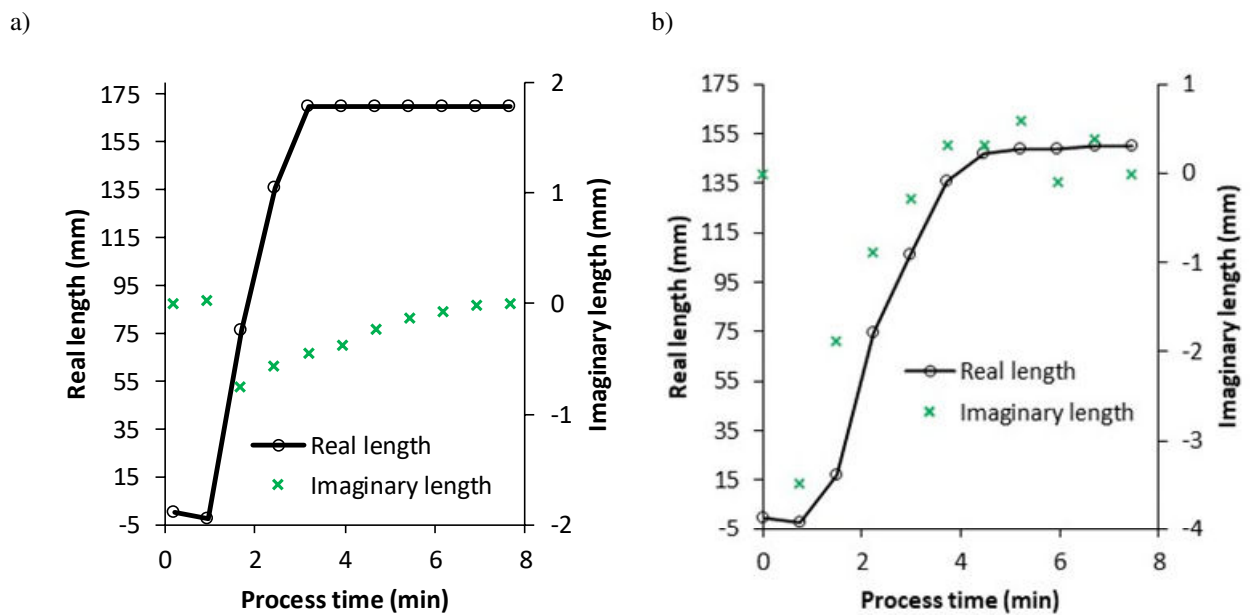 a)
b)
175
155
135
115
95
75
55
35
15
-5
Real length (mm)
2
1
0
-1
-2
Imaginary length (mm)
Real length
Imaginary length
0 2 4 6 8
Process time (min)
175
155
135
115
95
75
55
35
15
-5
Real length (mm)
1
0
-1
-2
-3
-4
Imaginary length (mm)
Real length
Imaginary length
0 2 4 6 8
Process time (min)